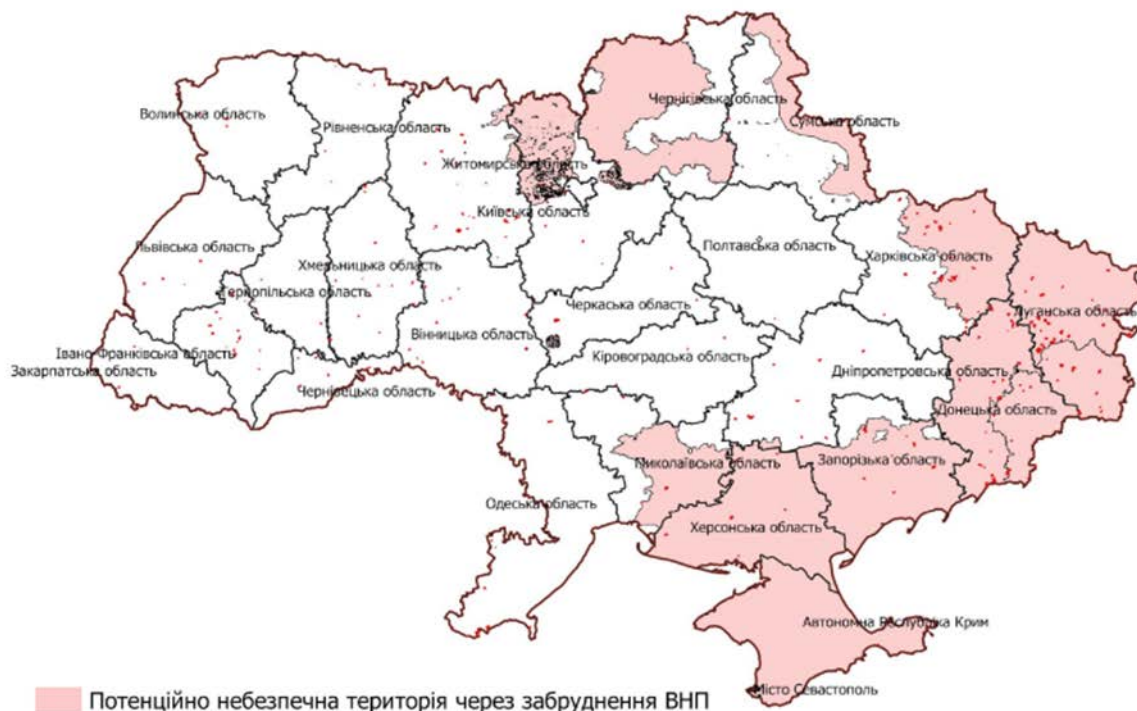 Чернігівська область
Волинська область
Сумська область
Рівненська область
Житомирська область
Київська область
Львівська область
Полтавська область
Харківська область
Хмельницька область
Тернопільська область
Черкаська область
Луганська область
Вінницька область
Івано-Франківська область
Кіровоградська область
Закарпатська область
Дніпропетровська область
Чернівецька область
Донецька область
Миколаївська область
Запорізька область
Одеська область
Херсонська область
Автономна Республіка Крим
Місто Севастополь
Потенційно небезпечна територія через забруднення ВНП